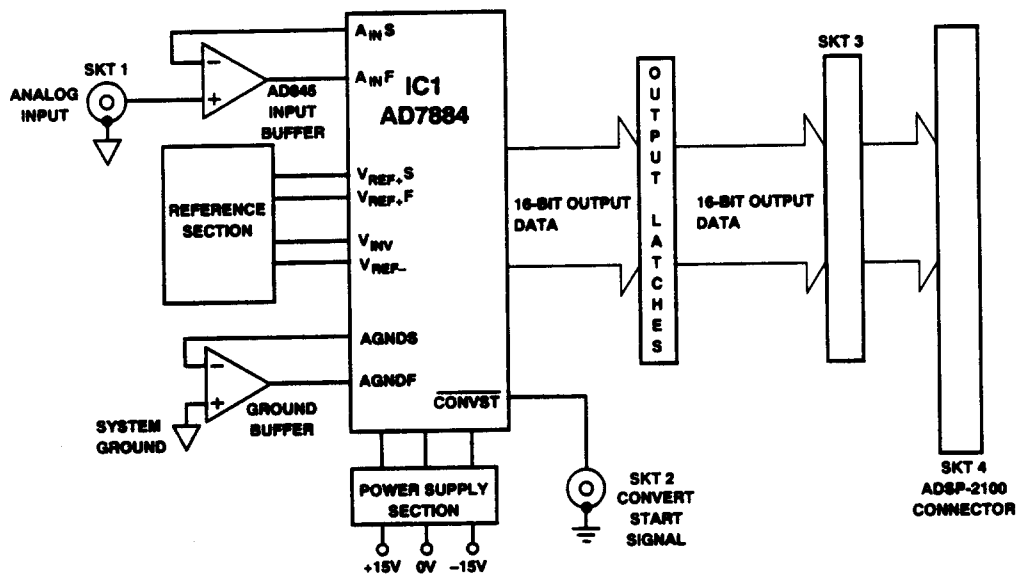 SKT 1
ANALOG
INPUT
−
+
AD845
INPUT
BUFFER
AINS
AINF
IC1
AD7884
REFERENCE
SECTION
VREF+S
VREF+F
VINV
VREF−
16-BIT OUTPUT
DATA
OUTPUT LATCHES
16-BIT OUTPUT
DATA
SKT 3
AGNDS
AGNDF
−
+
SYSTEM
GROUND
GROUND
BUFFER
CONVST
POWER SUPPLY
SECTION
+15V 0V −15V
SKT 2
CONVERT
START
SIGNAL
SKT 4
ADSP-2100
CONNECTOR